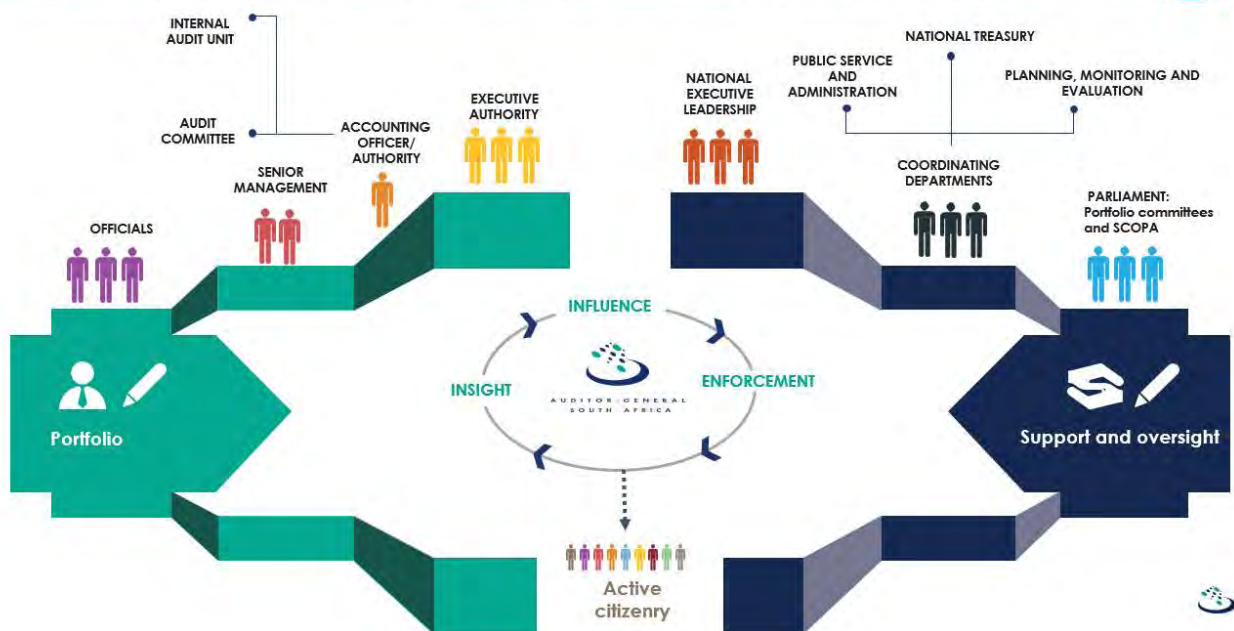 INTERNAL
AUDIT UNIT
AUDIT
COMMITTEE
ACCOUNTING
OFFICER/
AUTHORITY
EXECUTIVE
AUTHORITY
SENIOR
MANAGEMENT
OFFICIALS
NATIONAL
EXECUTIVE
LEADERSHIP
PUBLIC SERVICE
AND
ADMINISTRATION
NATIONAL TREASURY
PLANNING, MONITORING AND
EVALUATION
COORDINATING
DEPARTMENTS
PARLIAMENT:
Portfolio committees
and SCOPA
Portfolio
INFLUENCE
INSIGHT
ENFORCEMENT
AUDITOR-GENERAL
SOUTH AFRICA
Support and oversight
Active
citizenry